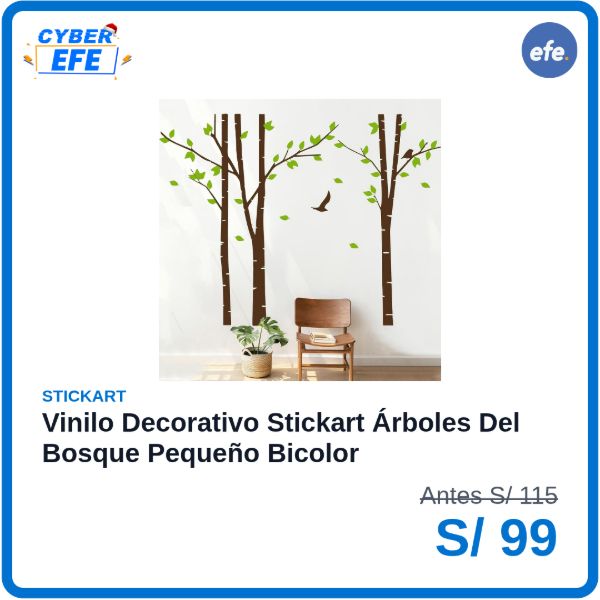 CYBER
EFE
efe.
STICKART
Vinilo Decorativo Stickart Árboles Del
Bosque Pequeño Bicolor
Antes S/ 115
S/ 99